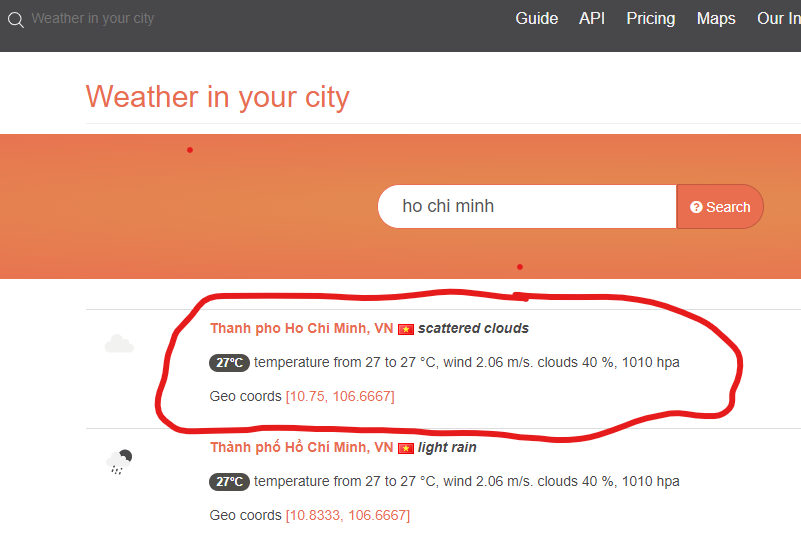 Weather in your city
Guide API Pricing Maps Our In
Weather in your city
ho chi minh
Search
Thanh pho Ho Chi Minh, VN scattered clouds
27°C temperature from 27 to 27 °C, wind 2.06 m/s. clouds 40 %, 1010 hpa
Geo coords [10.75, 106.6667]
Thành phố Hồ Chí Minh, VN light rain
27°C temperature from 27 to 27 °C, wind 2.06 m/s. clouds 40 %, 1010 hpa
Geo coords [10.8333, 106.6667]